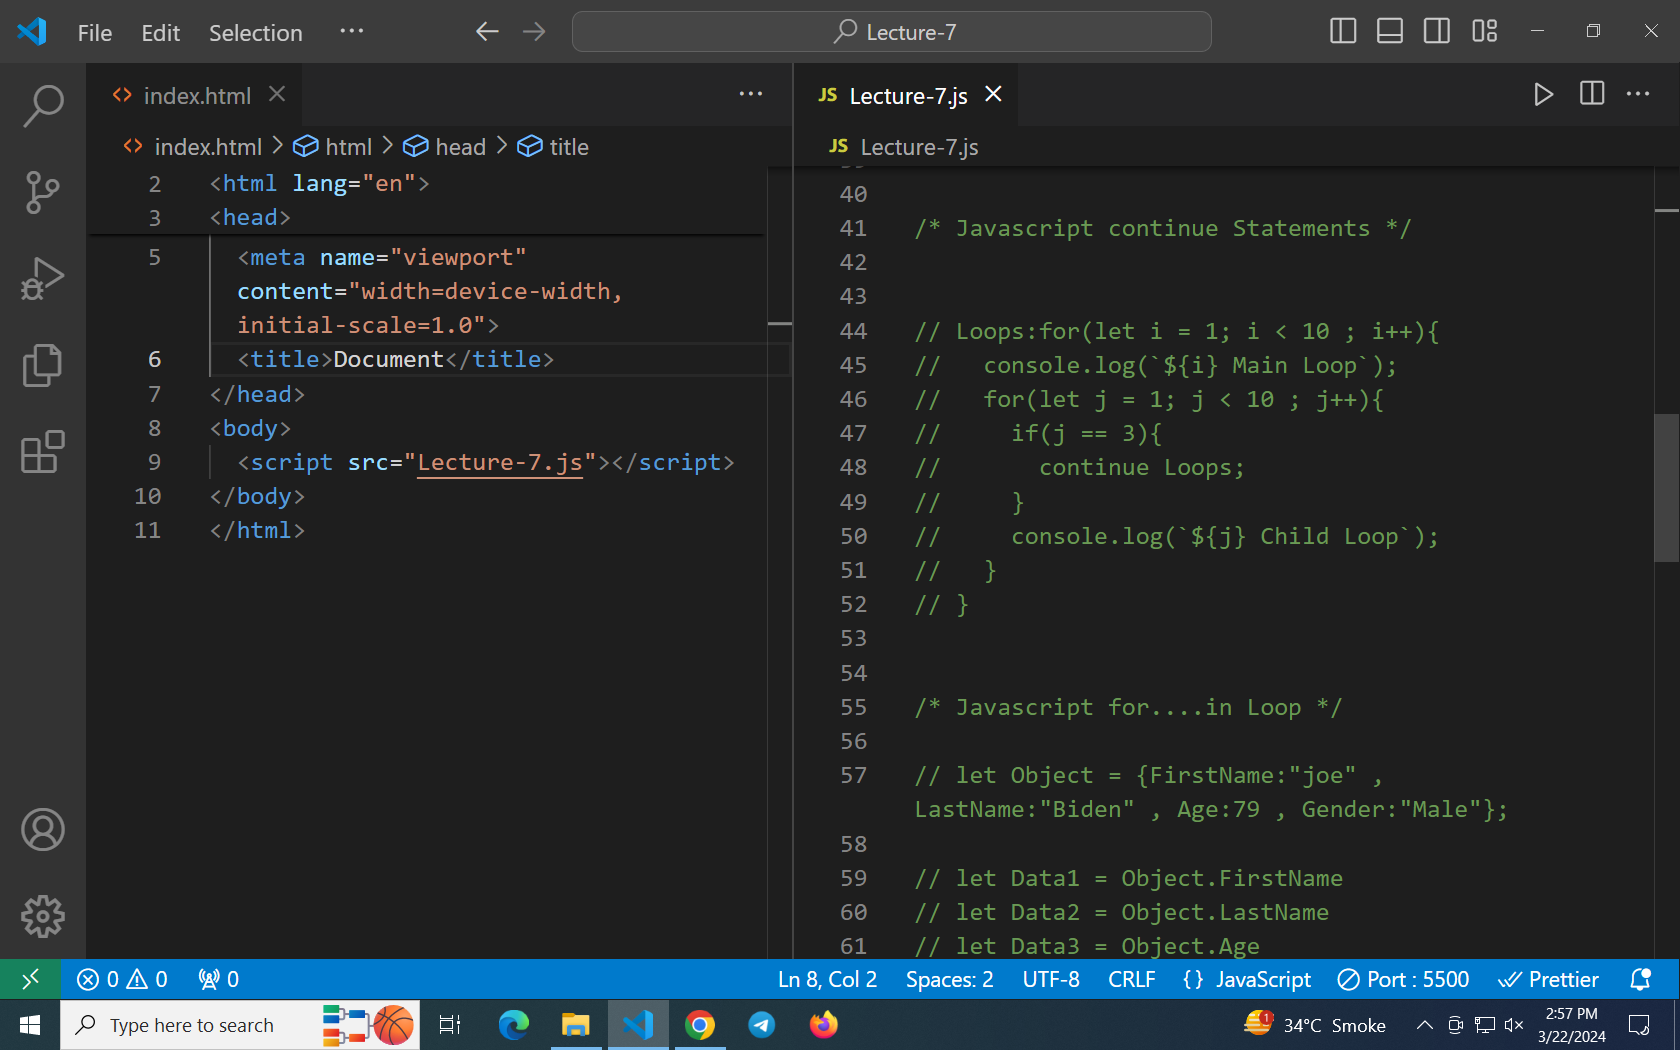 File Edit Selection ···
Lecture-7
index.html
index.html > html > head > title
2 <html lang="en">
3 <head>
5 <meta name="viewport"
content="width=device-width,
initial-scale=1.0">
6 <title>Document</title>
7 </head>
8 <body>
9 <script src="Lecture-7.js"></script>
10 </body>
11 </html>
JS Lecture-7.js
JS Lecture-7.js
40
41 /* Javascript continue Statements */
42
43
44 // Loops:for(let i = 1; i < 10 ; i++){
45 // console.log(`${i} Main Loop`);
46 // for(let j = 1; j < 10 ; j++){
47 // if(j == 3){
48 // continue Loops;
49 // }
50 // console.log(`${j} Child Loop`);
51 // }
52 // }
53
54
55 /* Javascript for....in Loop */
56
57 // let Object = {FirstName:"joe" ,
LastName:"Biden" , Age:79 , Gender:"Male"};
58
59 // let Data1 = Object.FirstName
60 // let Data2 = Object.LastName
61 // let Data3 = Object.Age
0 0 0 Ln 8, Col 2 Spaces: 2 UTF-8 CRLF {} JavaScript Port : 5500 Prettier
Type here to search
1 34°C Smoke
2:57 PM
3/22/2024